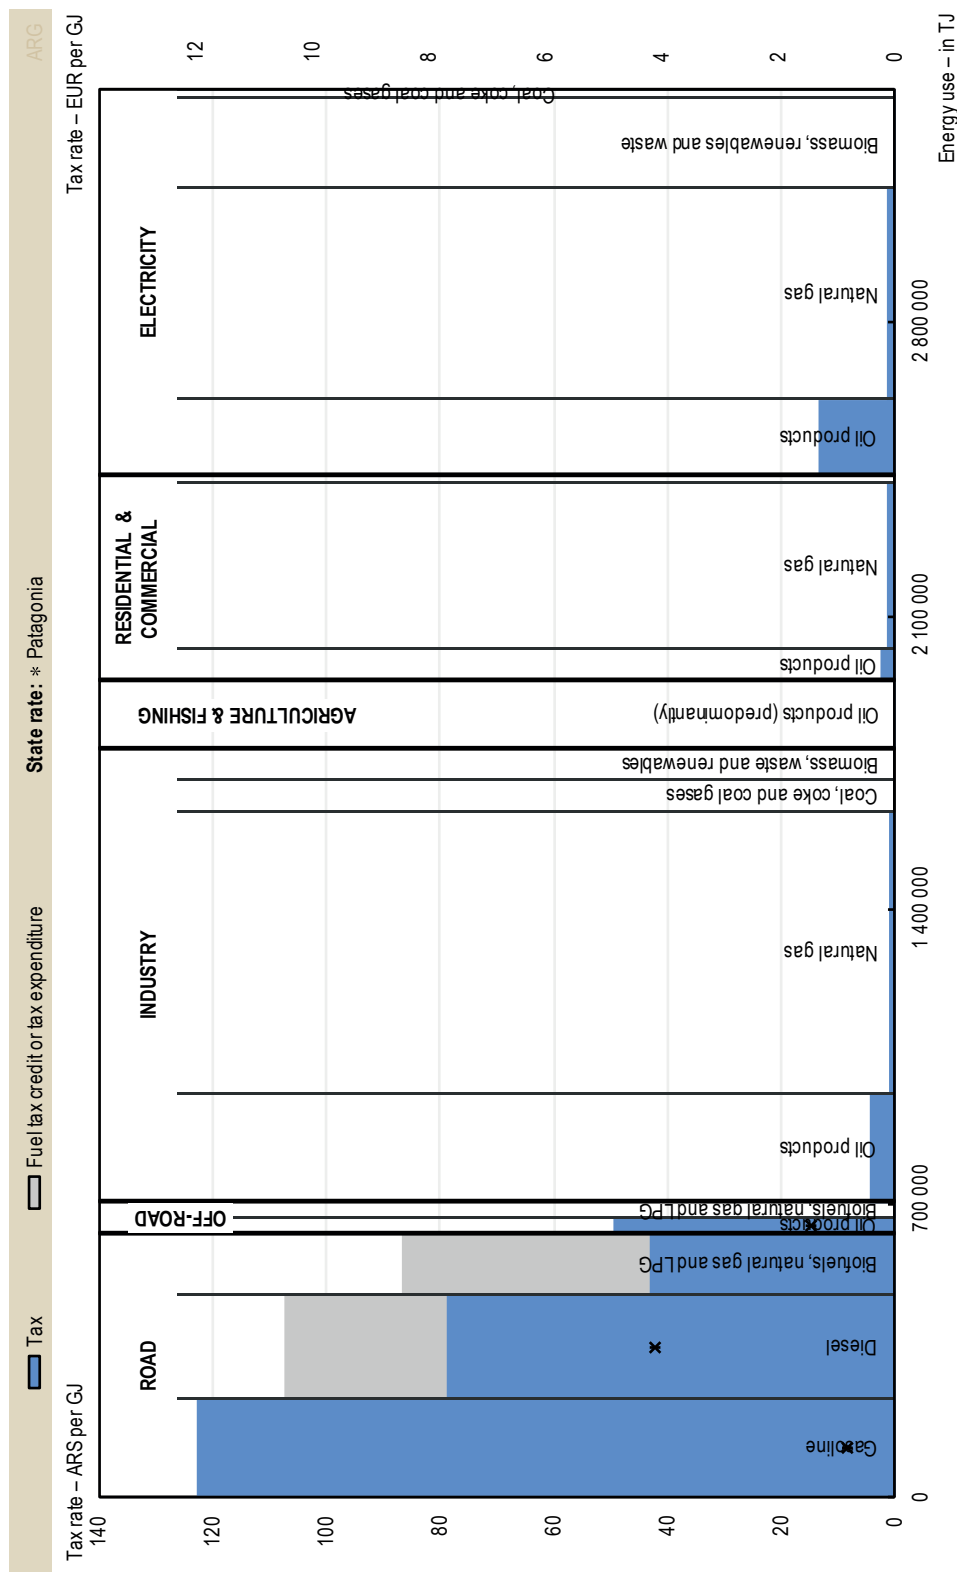 Tax
Fuel tax credit or tax expenditure
State rate: * Patagonia
ARG
Tax rate – ARS per GJ
Tax rate – EUR per GJ
140
120
100
80
60
40
20
0
12
10
8
6
4
2
0
ROAD
OFF-ROAD
INDUSTRY
AGRICULTURE & FISHING
RESIDENTIAL &
COMMERCIAL
ELECTRICITY
Gasoline
Diesel
Biofuels, natural gas and LPG
Oil products
Biofuels, natural gas and LPG
Oil products
Natural gas
Coal, coke and coal gases
Biomass, waste and renewables
Oil products (predominantly)
Oil products
Natural gas
Oil products
Natural gas
Biomass, renewables and waste
Coal, coke and coal gases
0
700 000
1 400 000
2 100 000
2 800 000
Energy use – in TJ